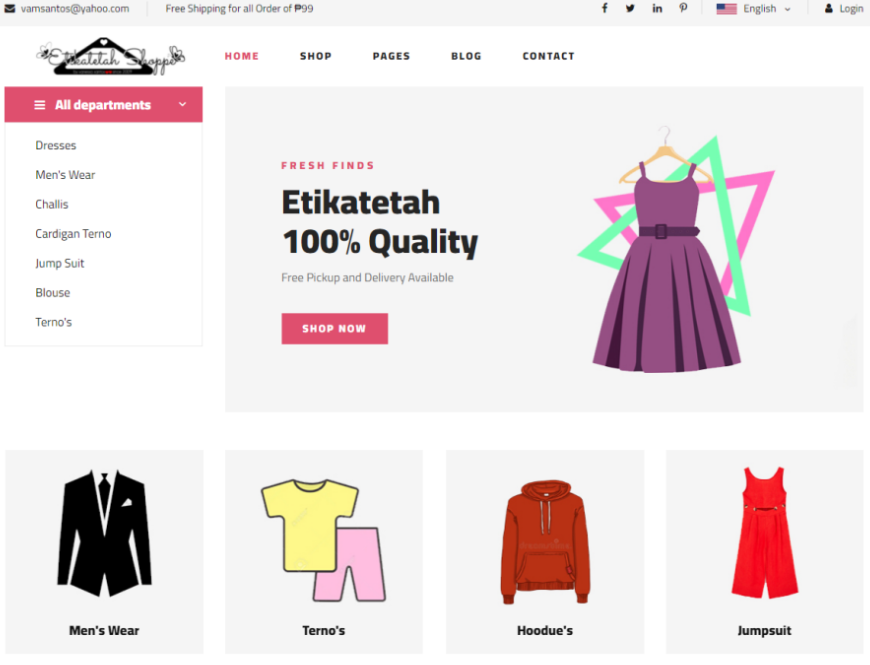 vamsantos@yahoo.com
Free Shipping for all Order of ₱99
English
Login
Etikatetah Shoppe
HOME
SHOP
PAGES
BLOG
CONTACT
All departments
Dresses
Men's Wear
Challis
Cardigan Terno
Jump Suit
Blouse
Terno's
FRESH FINDS
Etikatetah
100% Quality
Free Pickup and Delivery Available
SHOP NOW
Men's Wear
Terno's
Hoodue's
Jumpsuit